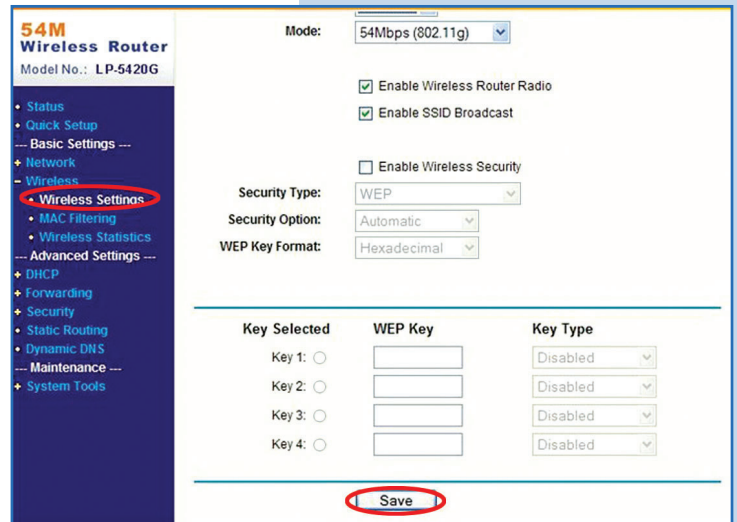 54M
Wireless Router
Model No.: LP-5420G
• Status
• Quick Setup
--- Basic Settings ---
+ Network
− Wireless
• Wireless Settings
• MAC Filtering
• Wireless Statistics
--- Advanced Settings ---
+ DHCP
+ Forwarding
+ Security
• Static Routing
• Dynamic DNS
--- Maintenance ---
+ System Tools
Mode: 54Mbps (802.11g)
Enable Wireless Router Radio
Enable SSID Broadcast
Enable Wireless Security
Security Type: WEP
Security Option: Automatic
WEP Key Format: Hexadecimal
Key Selected WEP Key Key Type
Key 1: Disabled
Key 2: Disabled
Key 3: Disabled
Key 4: Disabled
Save